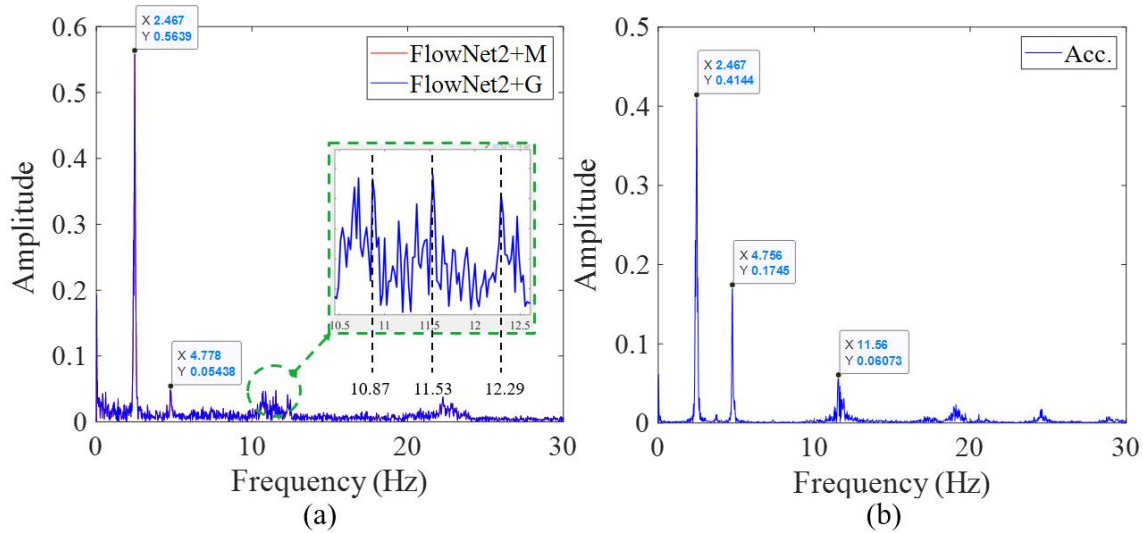 0.6
0.5
0.4
0.3
0.2
0.1
0
Amplitude
X 2.467
Y 0.5639
FlowNet2+M
FlowNet2+G
X 4.778
Y 0.05438
10.5
11
11.5
12
12.5
10.87
11.53
12.29
0
10
20
30
Frequency (Hz)
(a)
0.5
0.4
0.3
0.2
0.1
0
Amplitude
X 2.467
Y 0.4144
Acc.
X 4.756
Y 0.1745
X 11.56
Y 0.06073
0
10
20
30
Frequency (Hz)
(b)